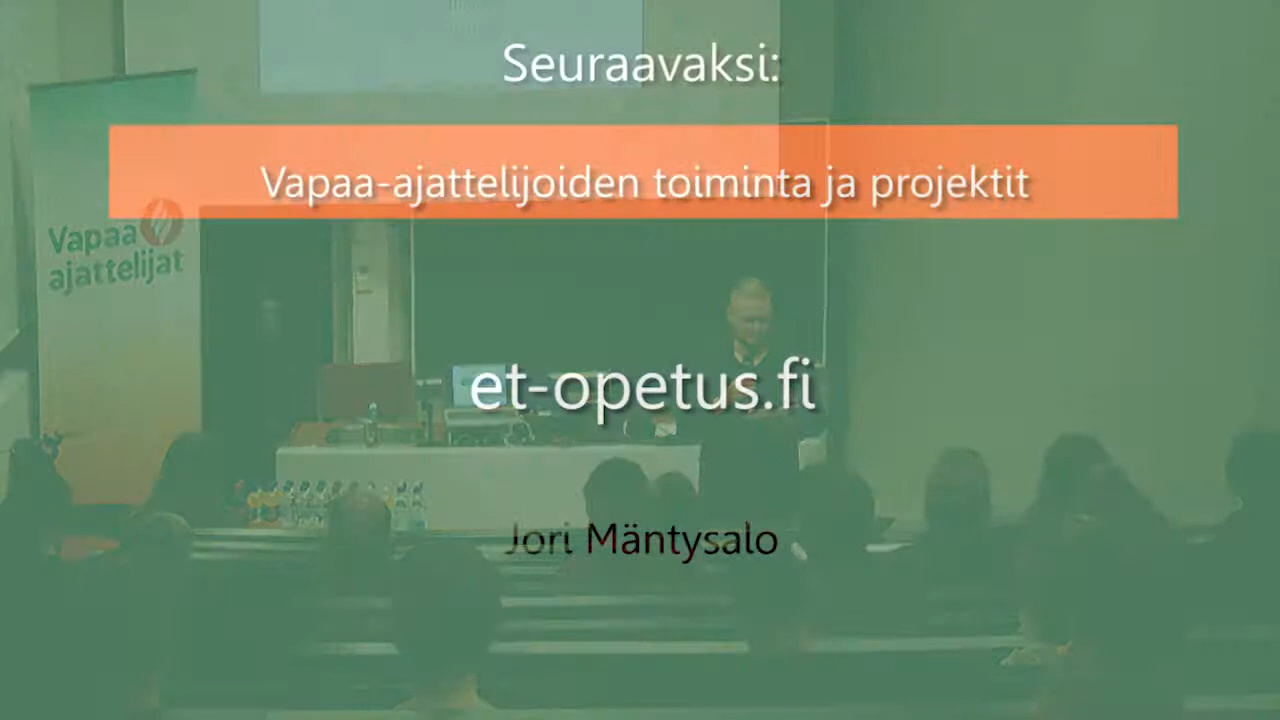 Seuraavaksi:
Vapaa-ajattelijoiden toiminta ja projektit
Vapaa
ajattelijat
et-opetus.fi
Jori Mäntysalo